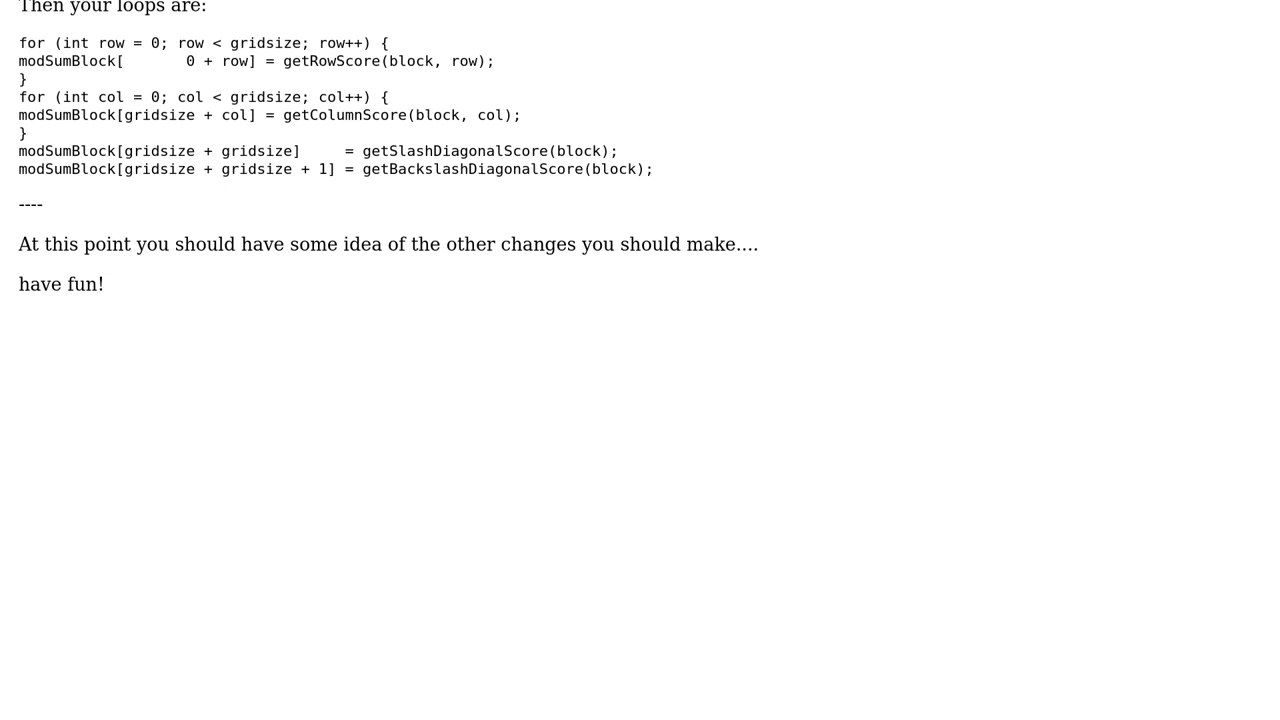 Then your loops are:
for (int row = 0; row < gridsize; row++) {
modSumBlock[       0 + row] = getRowScore(block, row);
}
for (int col = 0; col < gridsize; col++) {
modSumBlock[gridsize + col] = getColumnScore(block, col);
}
modSumBlock[gridsize + gridsize]     = getSlashDiagonalScore(block);
modSumBlock[gridsize + gridsize + 1] = getBackslashDiagonalScore(block);
----
At this point you should have some idea of the other changes you should make....
have fun!